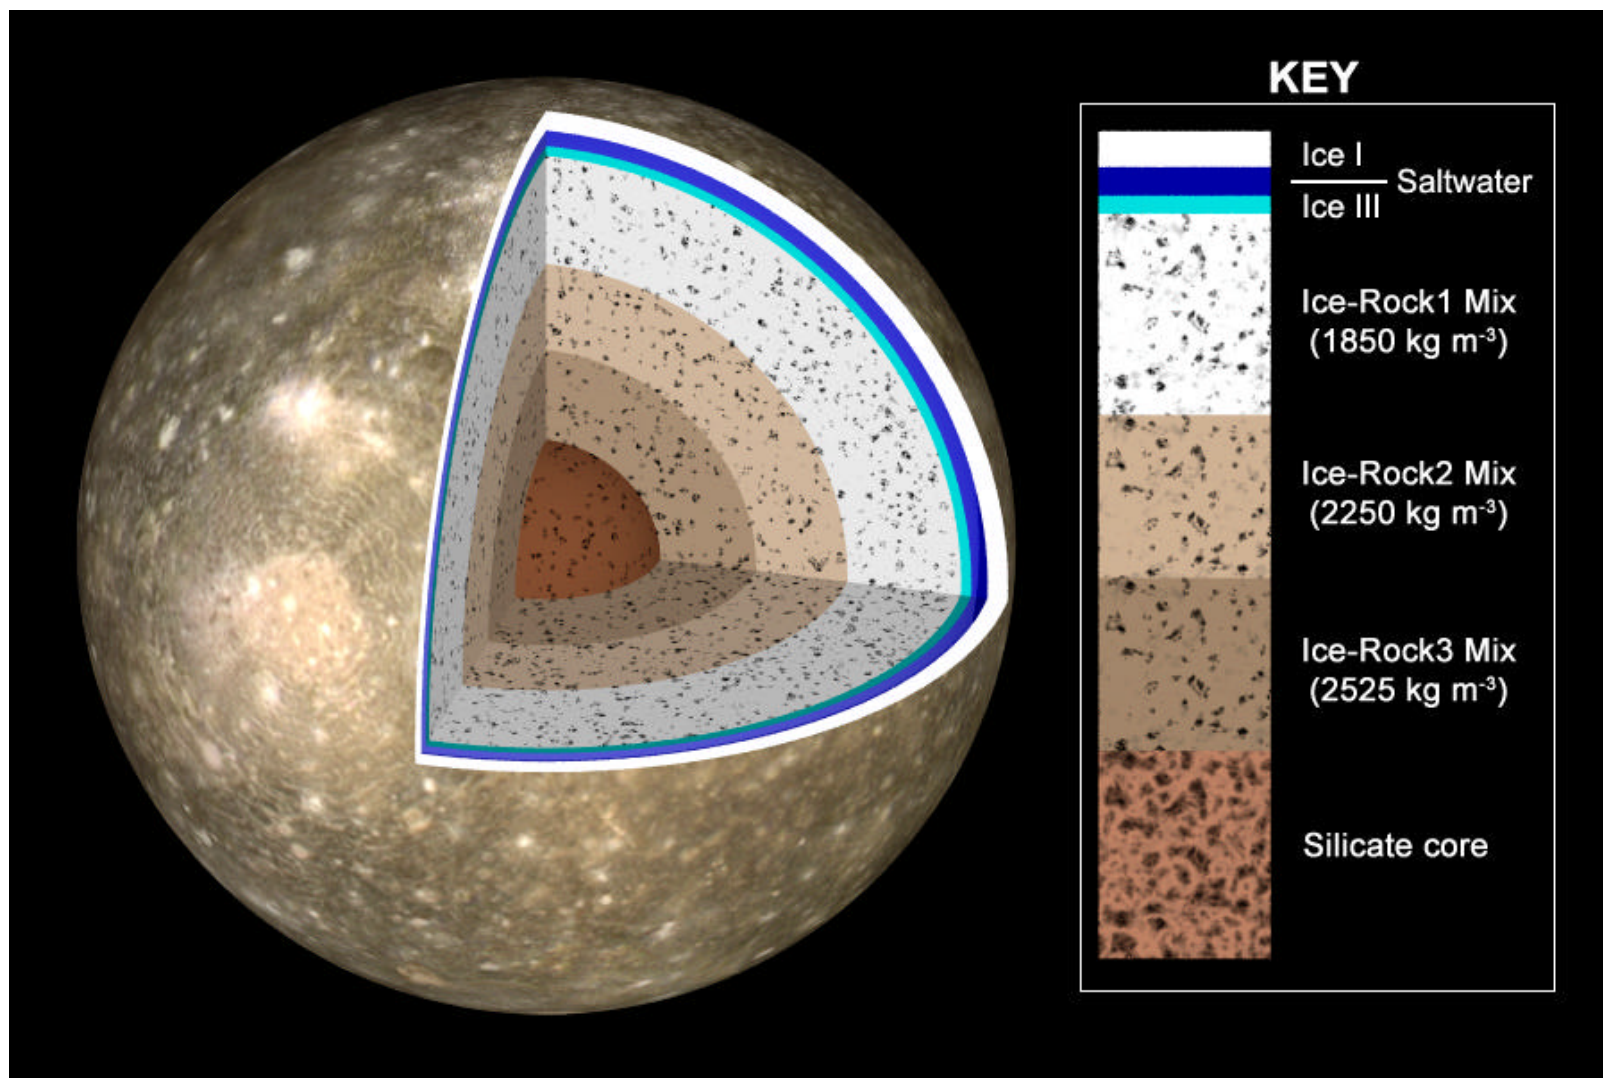 KEY
Ice I
Saltwater
Ice III
Ice-Rock1 Mix
(1850 kg m⁻³)
Ice-Rock2 Mix
(2250 kg m⁻³)
Ice-Rock3 Mix
(2525 kg m⁻³)
Silicate core